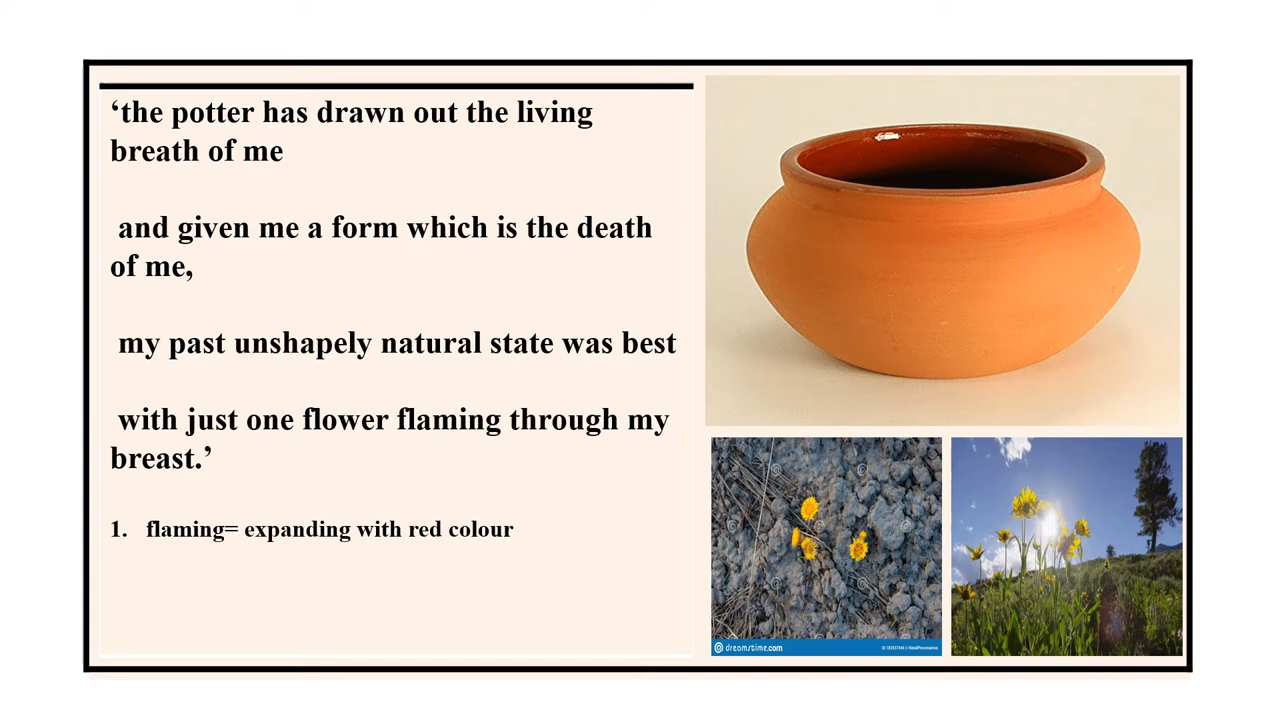 ‘the potter has drawn out the living
breath of me
and given me a form which is the death
of me,
my past unshapely natural state was best
with just one flower flaming through my
breast.’
1. flaming= expanding with red colour
dreamstime.com